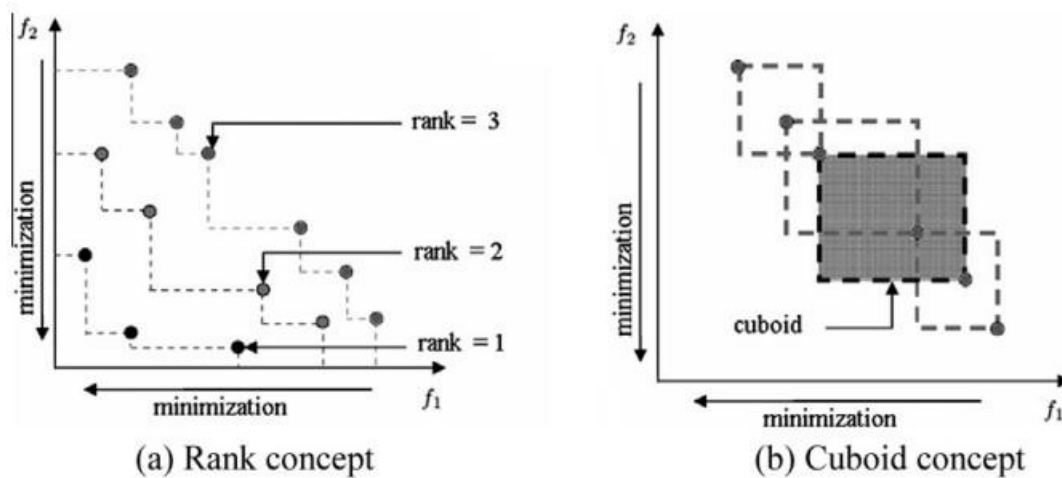 f₂
rank = 3
minimization
rank = 2
rank = 1
minimization
f₁
(a) Rank concept
f₂
minimization
cuboid
f₁
minimization
(b) Cuboid concept